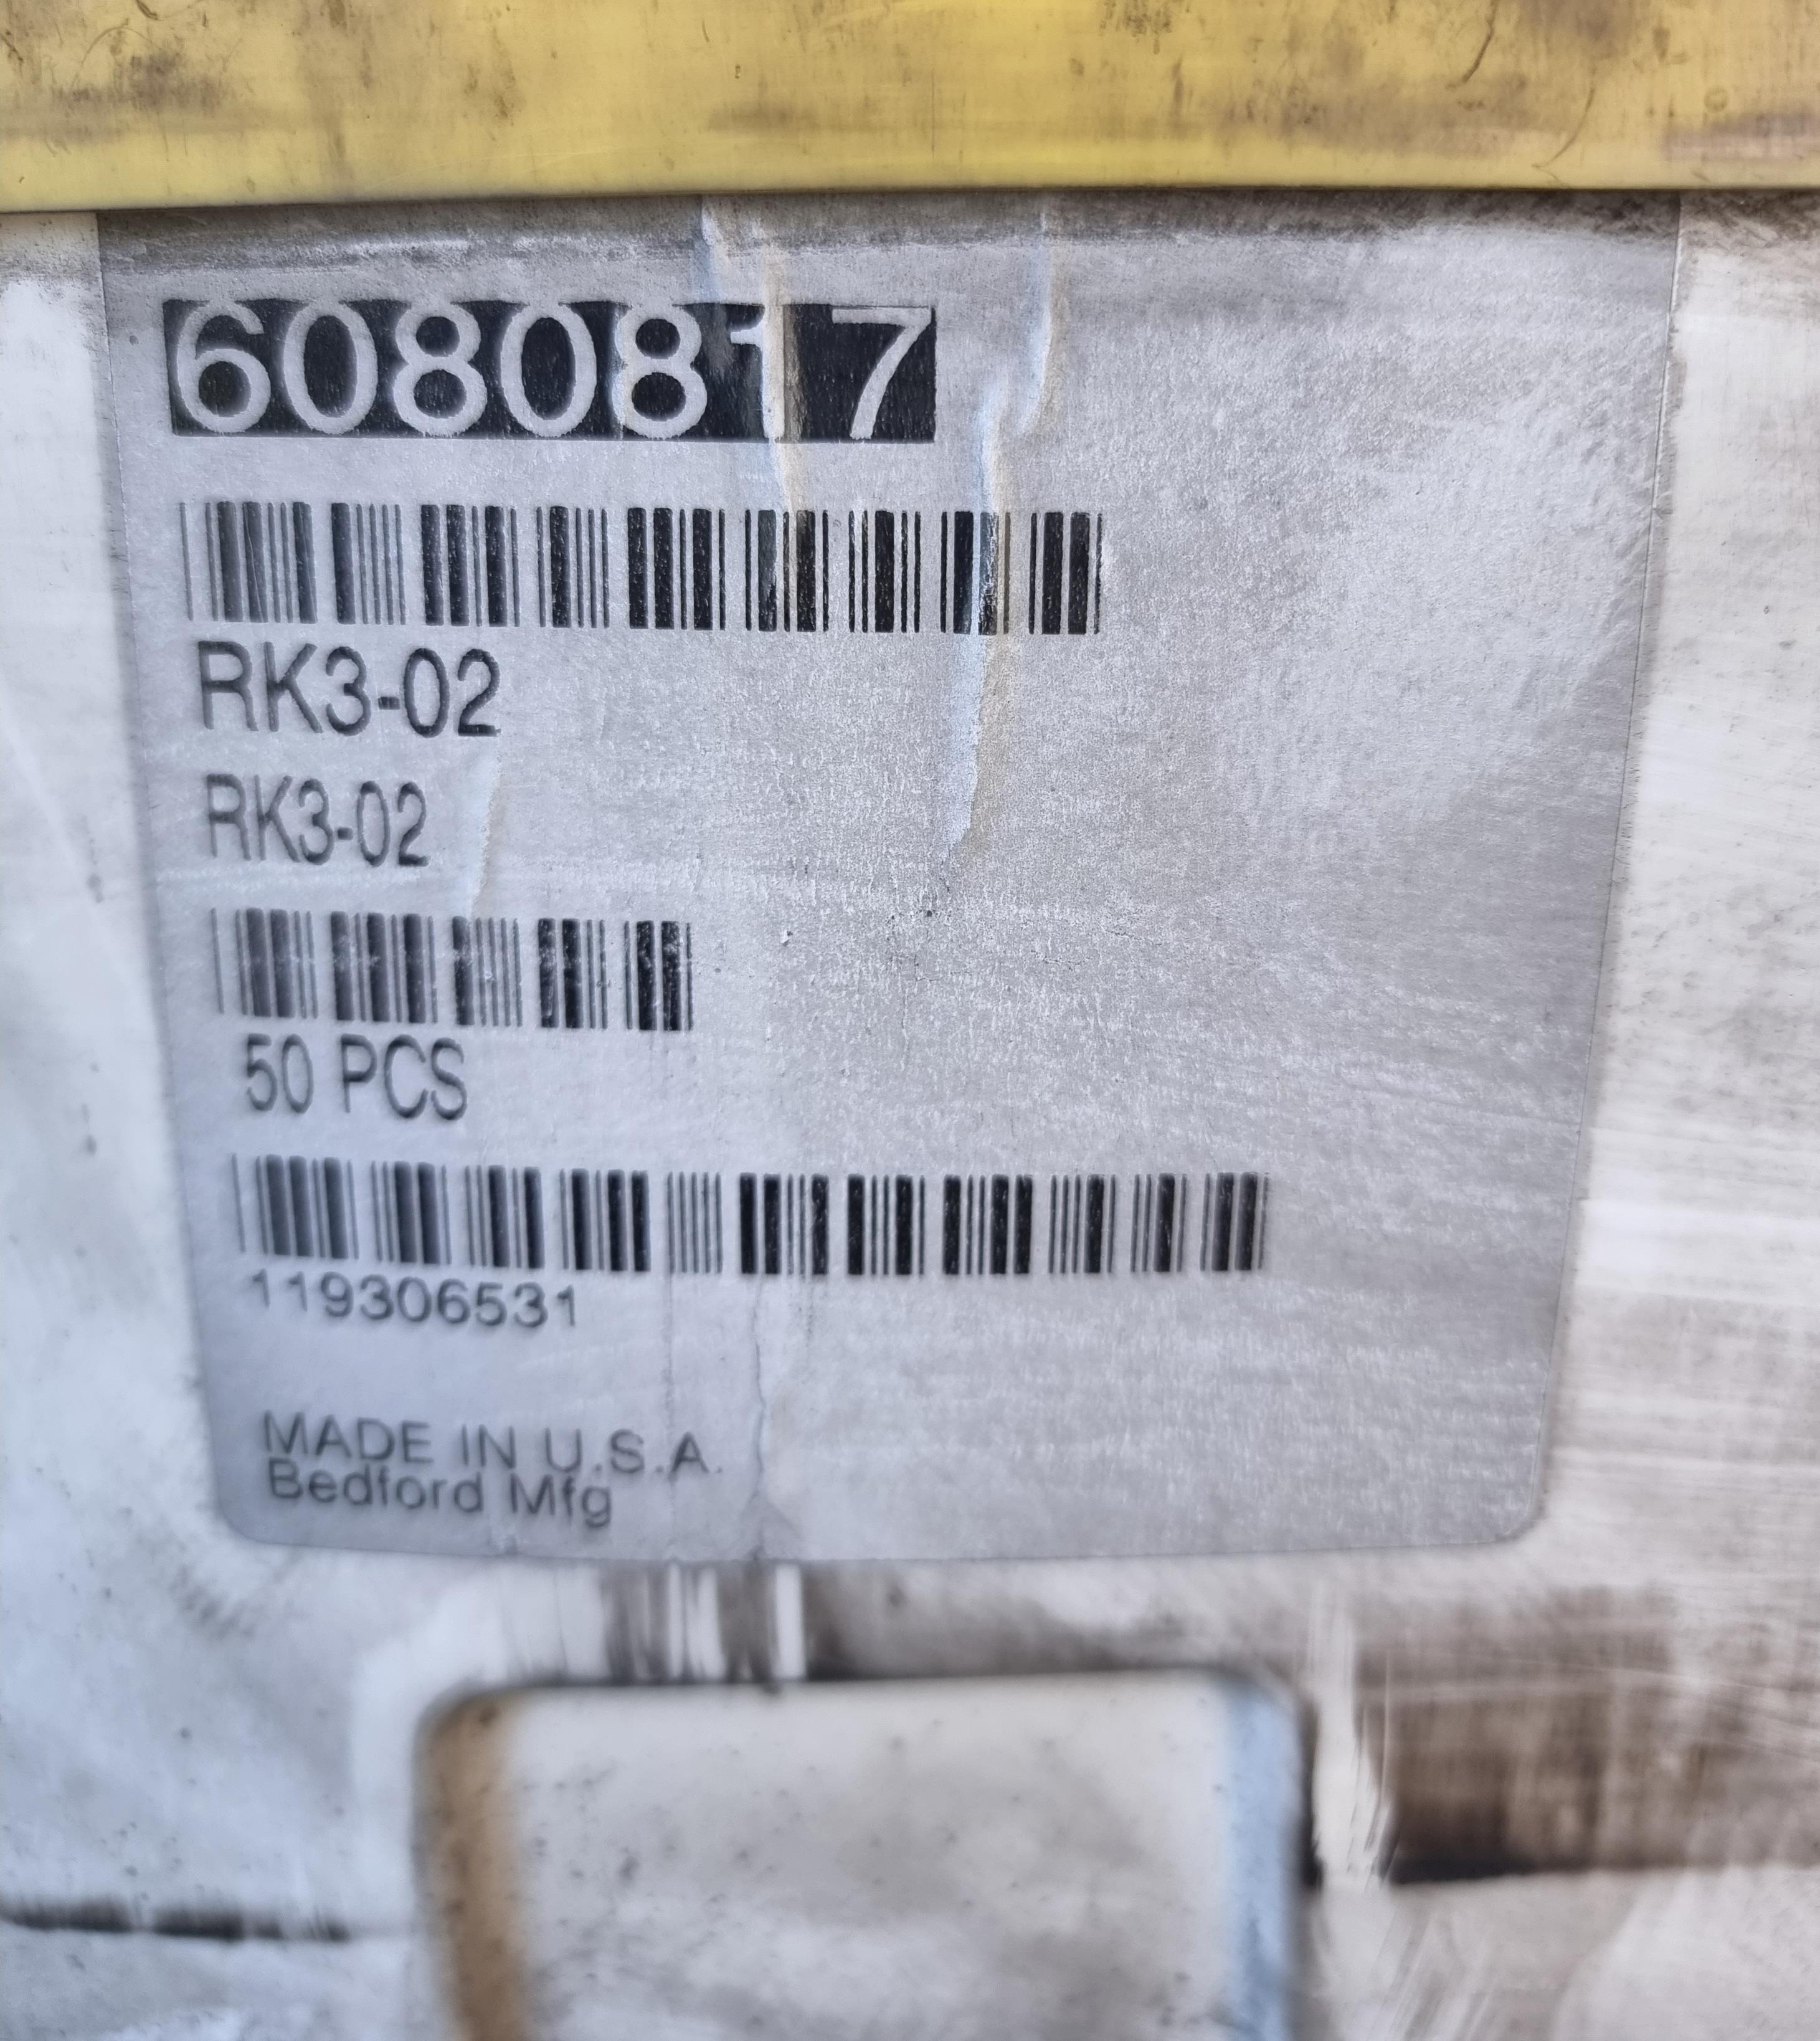 6080817
RK3-02
RK3-02
50 PCS
119306531
MADE IN U.S.A.
Bedford Mfg